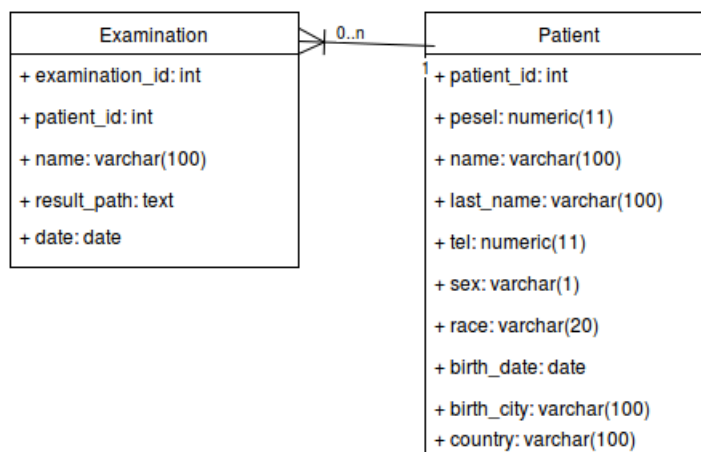 Examination
+ examination_id: int
+ patient_id: int
+ name: varchar(100)
+ result_path: text
+ date: date
0..n
1
Patient
+ patient_id: int
+ pesel: numeric(11)
+ name: varchar(100)
+ last_name: varchar(100)
+ tel: numeric(11)
+ sex: varchar(1)
+ race: varchar(20)
+ birth_date: date
+ birth_city: varchar(100)
+ country: varchar(100)